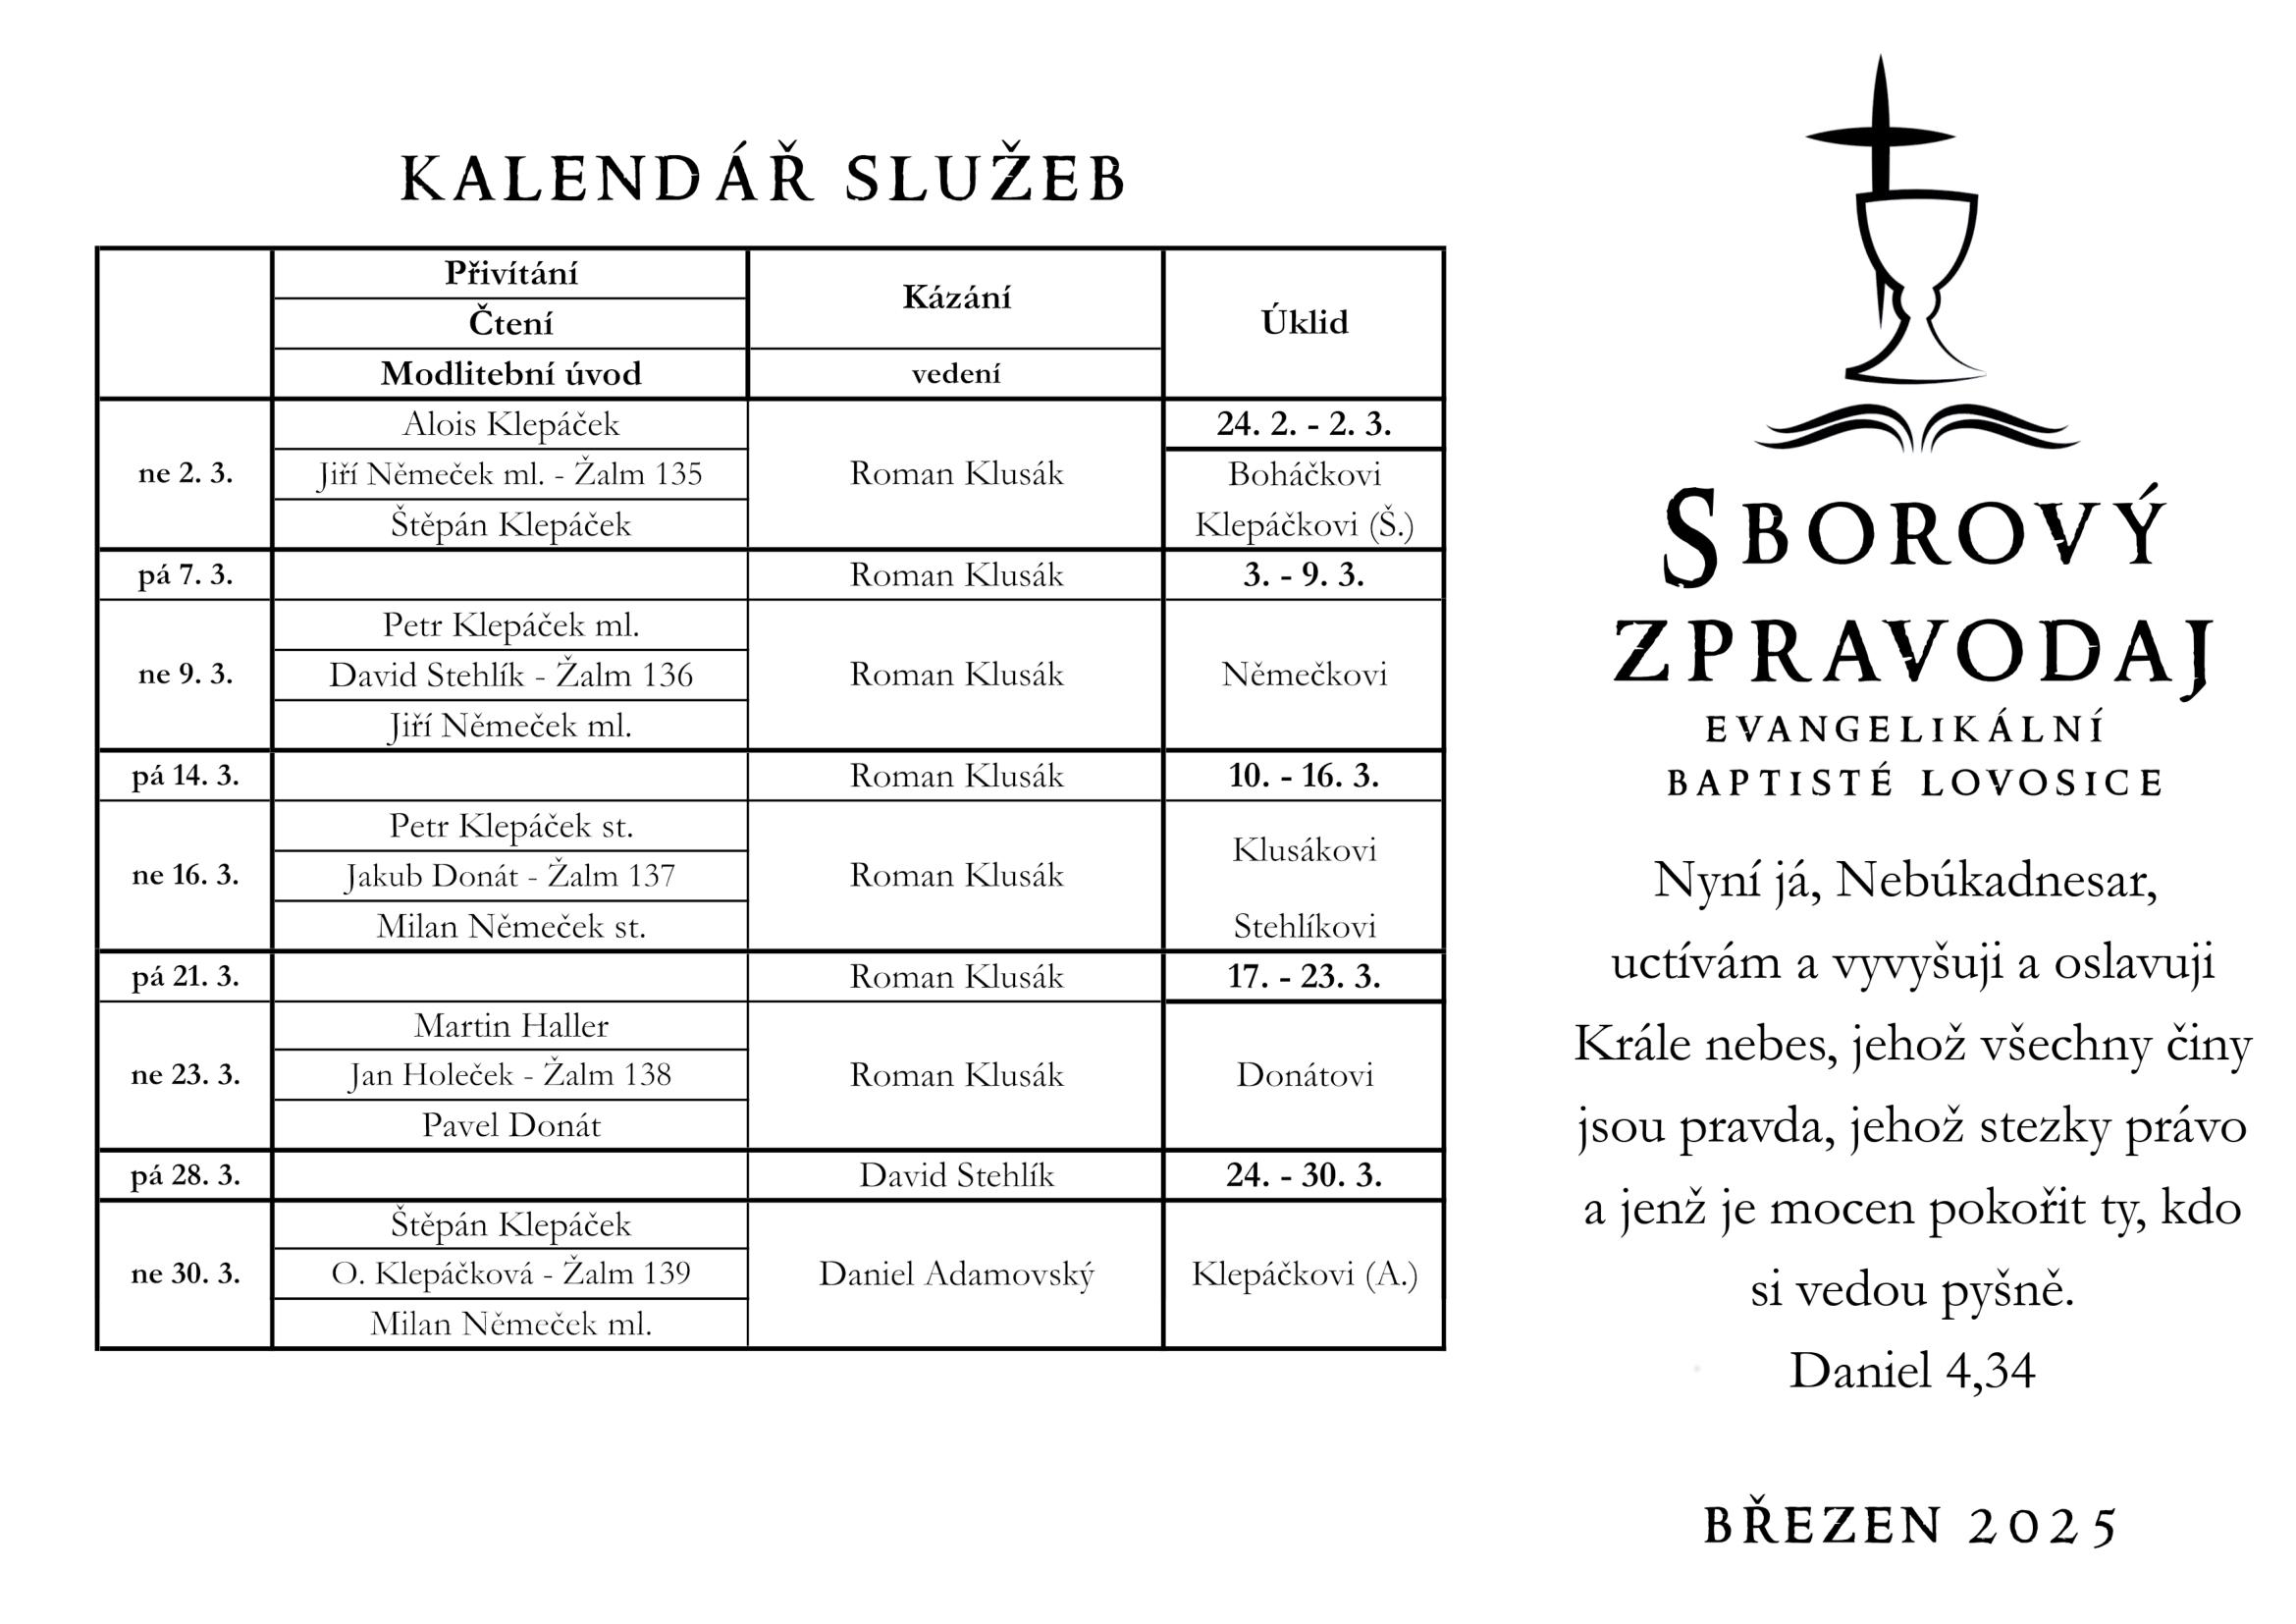 KALENDÁŘ SLUŽEB
Přivítání
Čtení
Modlitební úvod
Kázání
vedení
Úklid
ne 2. 3.
Alois Klepáček
Jiří Němeček ml. - Žalm 135
Štěpán Klepáček
Roman Klusák
24. 2. - 2. 3.
Boháčkovi
Klepáčkovi (Š.)
pá 7. 3.
Roman Klusák
3. - 9. 3.
ne 9. 3.
Petr Klepáček ml.
David Stehlík - Žalm 136
Jiří Němeček ml.
Roman Klusák
Němečkovi
pá 14. 3.
Roman Klusák
10. - 16. 3.
ne 16. 3.
Petr Klepáček st.
Jakub Donát - Žalm 137
Milan Němeček st.
Roman Klusák
Klusákovi
Stehlíkovi
pá 21. 3.
Roman Klusák
17. - 23. 3.
ne 23. 3.
Martin Haller
Jan Holeček - Žalm 138
Pavel Donát
Roman Klusák
Donátovi
pá 28. 3.
David Stehlík
24. - 30. 3.
ne 30. 3.
Štěpán Klepáček
O. Klepáčková - Žalm 139
Milan Němeček ml.
Daniel Adamovský
Klepáčkovi (A.)
SBOROVÝ
ZPRAVODAJ
EVANGELIKÁLNÍ
BAPTISTÉ LOVOSICE
Nyní já, Nebúkadnesar,
uctívám a vyvyšuji a oslavuji
Krále nebes, jehož všechny činy
jsou pravda, jehož stezky právo
a jenž je mocen pokořit ty, kdo
si vedou pyšně.
Daniel 4,34
BŘEZEN 2025